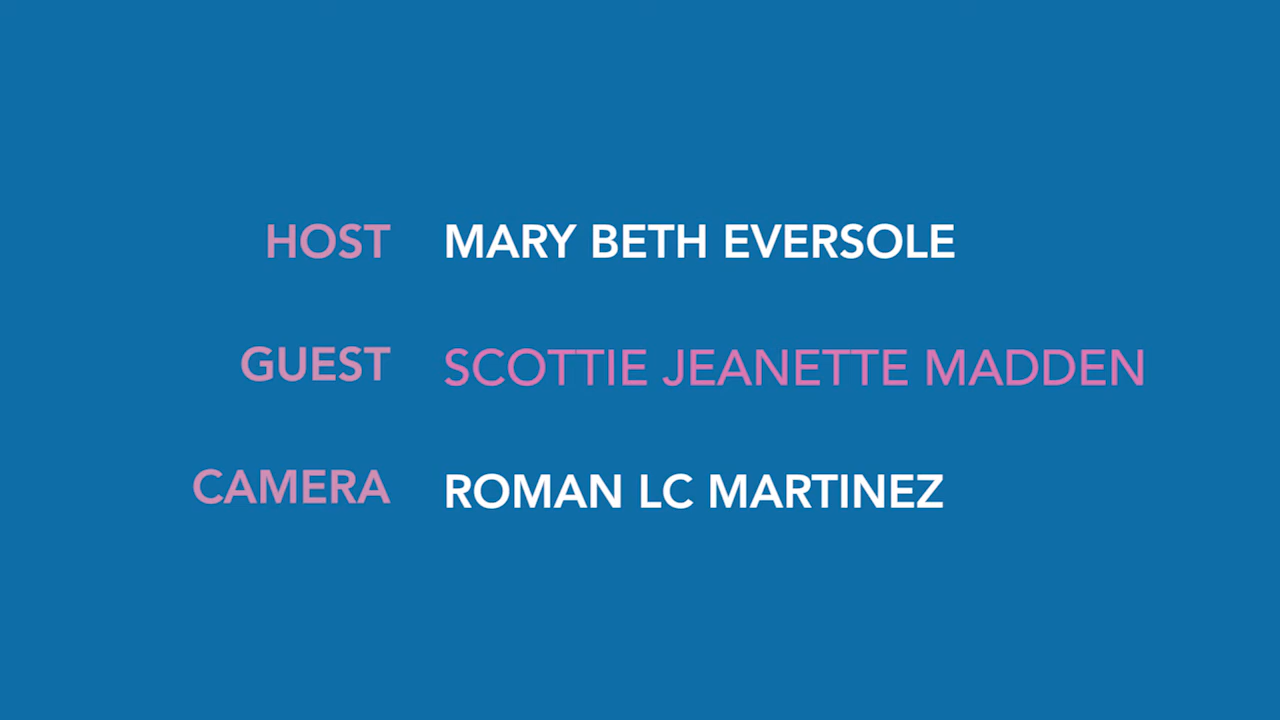 HOST MARY BETH EVERSOLE
GUEST SCOTTIE JEANETTE MADDEN
CAMERA ROMAN LC MARTINEZ